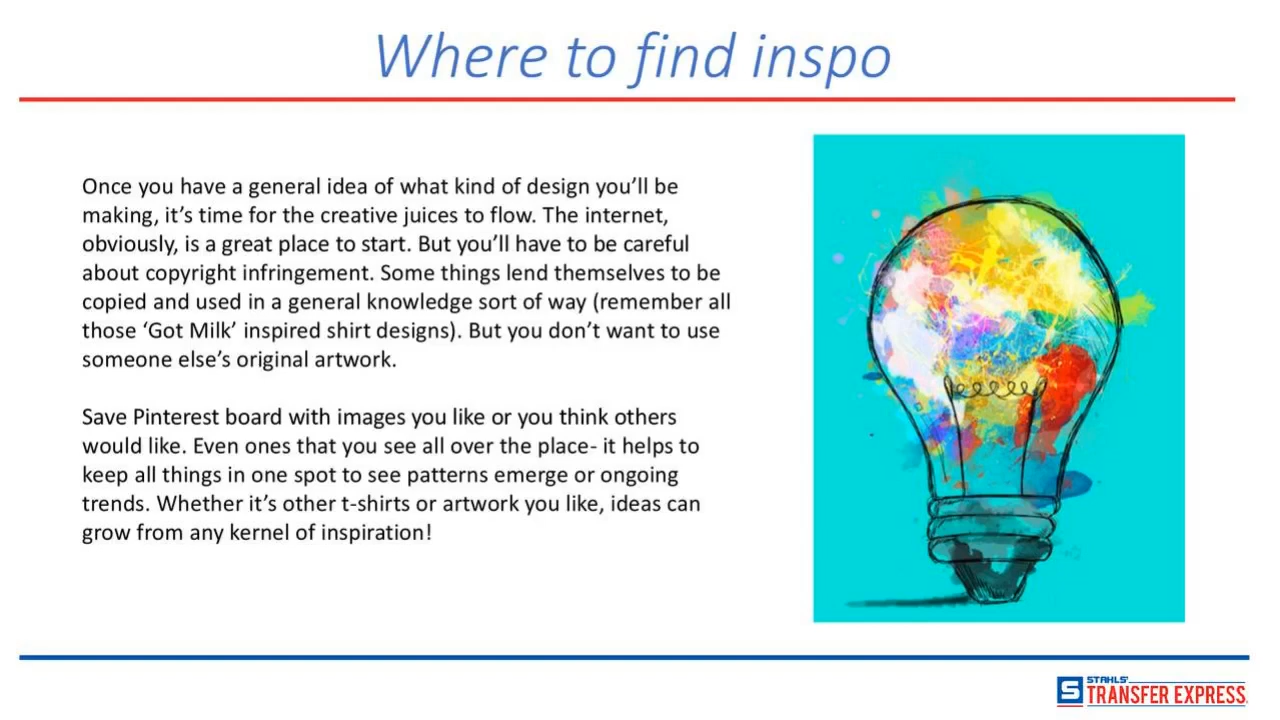 Where to find inspo
Once you have a general idea of what kind of design you’ll be
making, it’s time for the creative juices to flow. The internet,
obviously, is a great place to start. But you’ll have to be careful
about copyright infringement. Some things lend themselves to be
copied and used in a general knowledge sort of way (remember all
those ‘Got Milk’ inspired shirt designs). But you don’t want to use
someone else’s original artwork.
Save Pinterest board with images you like or you think others
would like. Even ones that you see all over the place- it helps to
keep all things in one spot to see patterns emerge or ongoing
trends. Whether it’s other t-shirts or artwork you like, ideas can
grow from any kernel of inspiration!
S STAHLS'
TRANSFER EXPRESS.